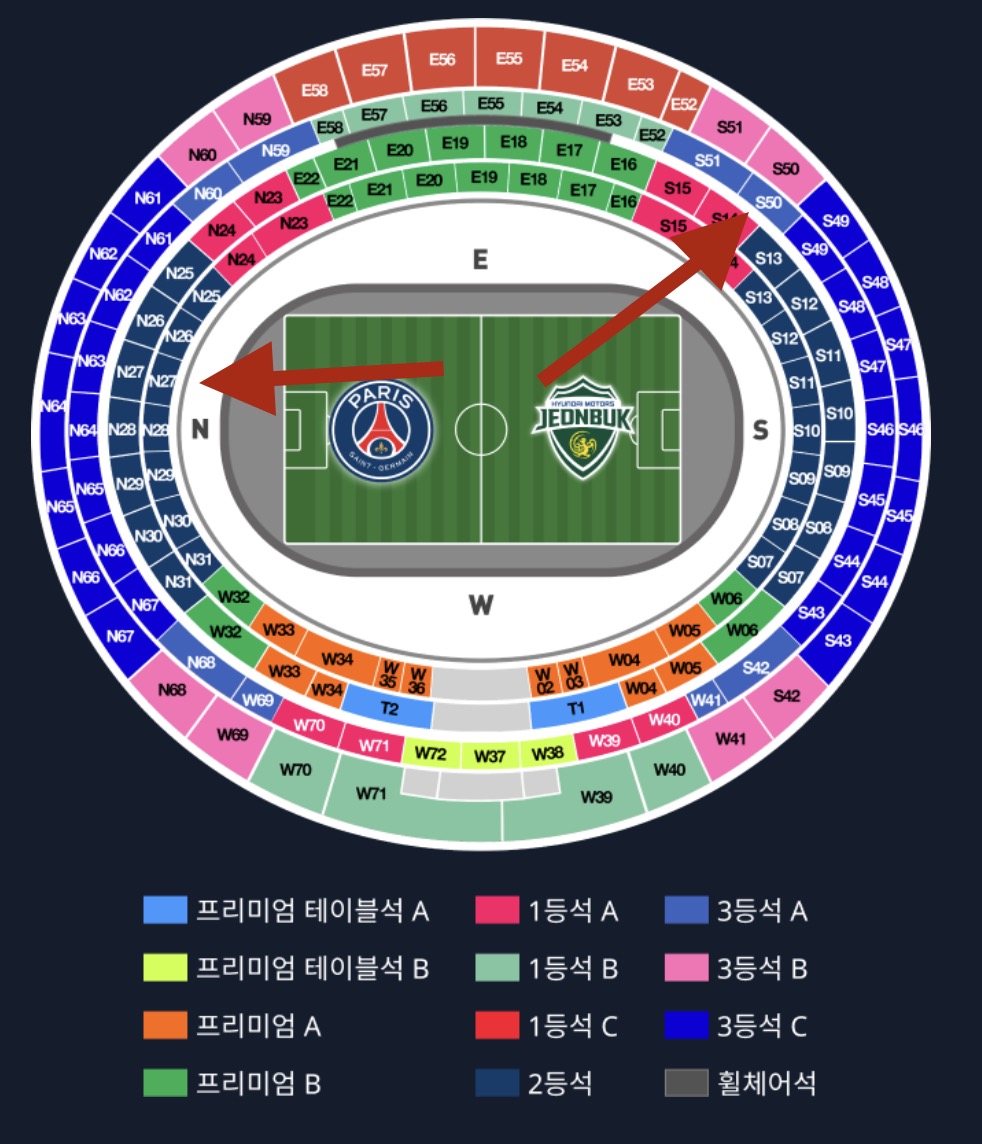 E58 E57 E56 E55 E54 E53 E52
N59 E58 E57 E56 E55 E54 E53 E52 S51
N60 N59 E22 E21 E20 E19 E18 E17 E16 S51 S50
N61 N60 N23 E22 E21 E20 E19 E18 E17 E16 S15 S50 S49
N24 N23 S15
N62 N61 N24 E S13 S49 S48
N25
N62 N25 S13 S12 S48
N63 N26 N26 S12 S47
N63 N27 N27 S11 S11 S47
PARIS
HYUNDAI MOTORS
JEONBUK
SAINT-GERMAIN
N64 N64 N28 N28 N S S10 S10 S46 S46
N65 N65 N29 N29 S09 S09 S45 S45
N66 N66 N30 N30 S08 S08 S44 S44
N67 N67 N31 N31 S07 S07 S43 S43
W
W32 W06
W32 W33 W34 W35 W36 W02 W03 W04 W05 W06
N68 W33 W34 T2 T1 W04 W05 S42
N68 W69 W70 W71 W72 W37 W38 W39 W40 W41 S42
W69 W70 W71 W39 W40 W41
프리미엄 테이블석 A
프리미엄 테이블석 B
프리미엄 A
프리미엄 B
1등석 A
1등석 B
1등석 C
2등석
3등석 A
3등석 B
3등석 C
휠체어석